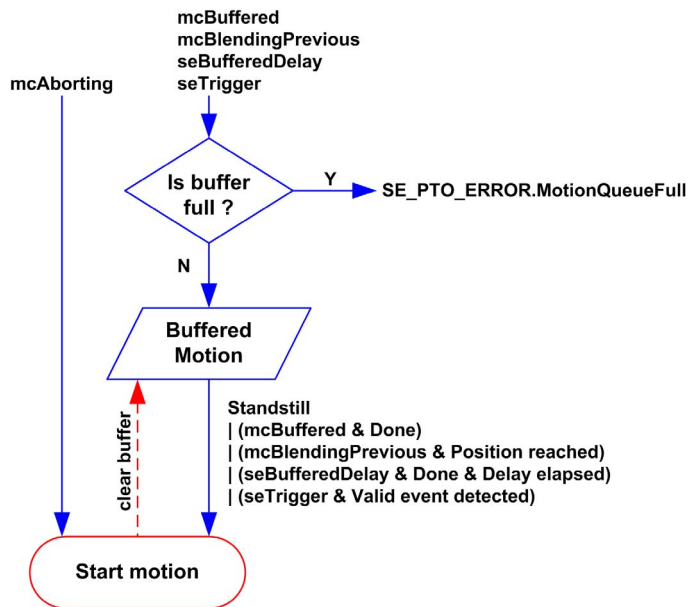 mcBuffered
mcBlendingPrevious
seBufferedDelay
seTrigger
mcAborting
Is buffer
full ?
Y
SE_PTO_ERROR.MotionQueueFull
N
Buffered
Motion
clear buffer
Standstill
| (mcBuffered & Done)
| (mcBlendingPrevious & Position reached)
| (seBufferedDelay & Done & Delay elapsed)
| (seTrigger & Valid event detected)
Start motion